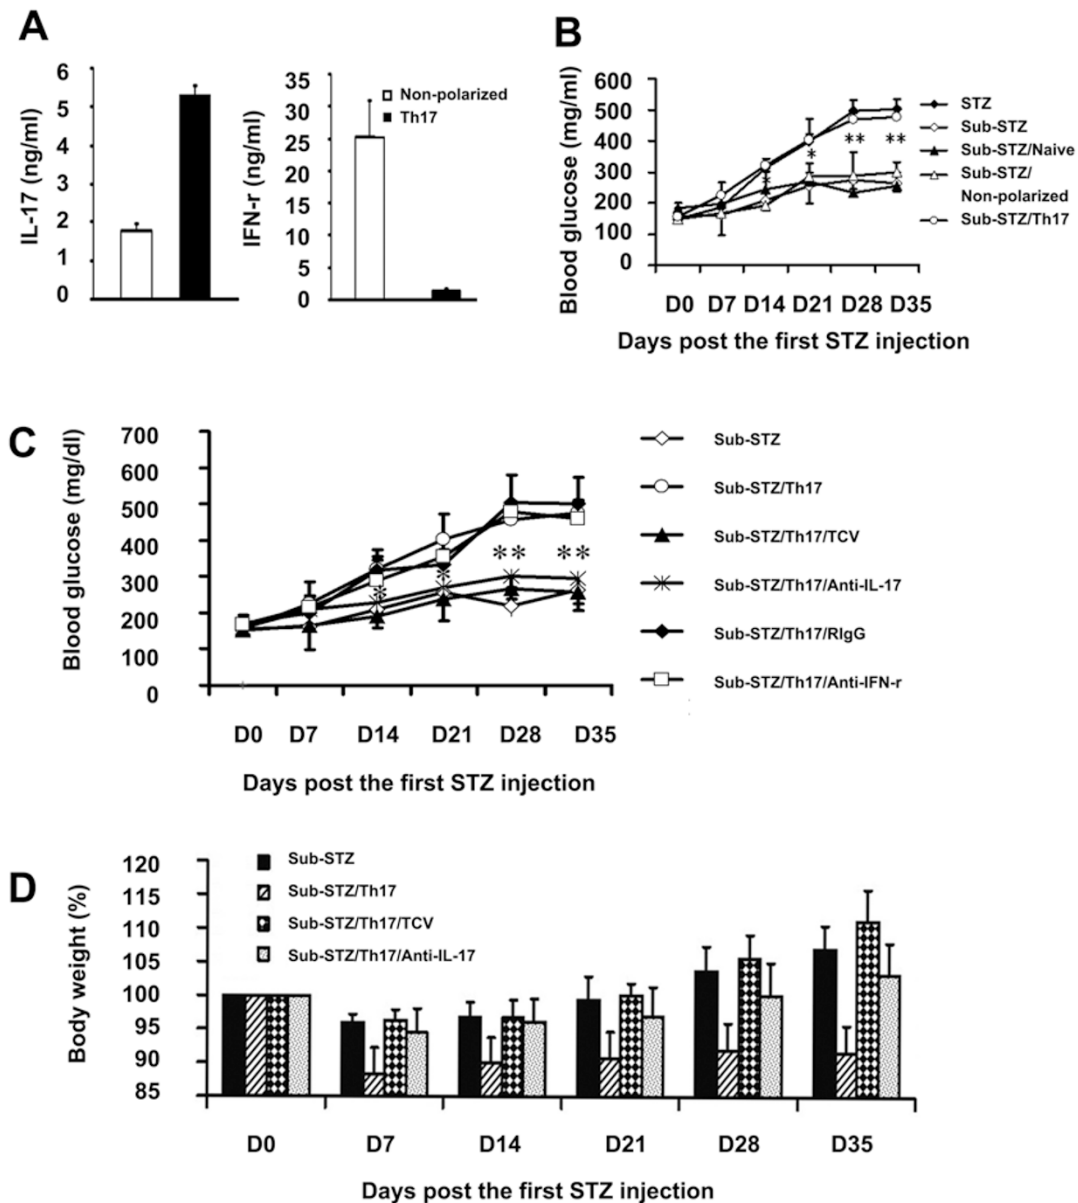 A
IL-17 (ng/ml)
6
5
4
3
2
1
0
IFN-r (ng/ml)
35
30
25
20
15
10
5
0
Non-polarized
Th17
B
Blood glucose (mg/ml)
600
500
400
300
200
100
0
*
*
**
**
D0 D7 D14 D21 D28 D35
Days post the first STZ injection
STZ
Sub-STZ
Sub-STZ/Naive
Sub-STZ/
Non-polarized
Sub-STZ/Th17
C
Blood glucose (mg/dl)
700
600
500
400
300
200
100
0
*
*
**
**
D0 D7 D14 D21 D28 D35
Days post the first STZ injection
Sub-STZ
Sub-STZ/Th17
Sub-STZ/Th17/TCV
Sub-STZ/Th17/Anti-IL-17
Sub-STZ/Th17/RIgG
Sub-STZ/Th17/Anti-IFN-r
D
Body weight (%)
120
115
110
105
100
95
90
85
Sub-STZ
Sub-STZ/Th17
Sub-STZ/Th17/TCV
Sub-STZ/Th17/Anti-IL-17
D0 D7 D14 D21 D28 D35
Days post the first STZ injection